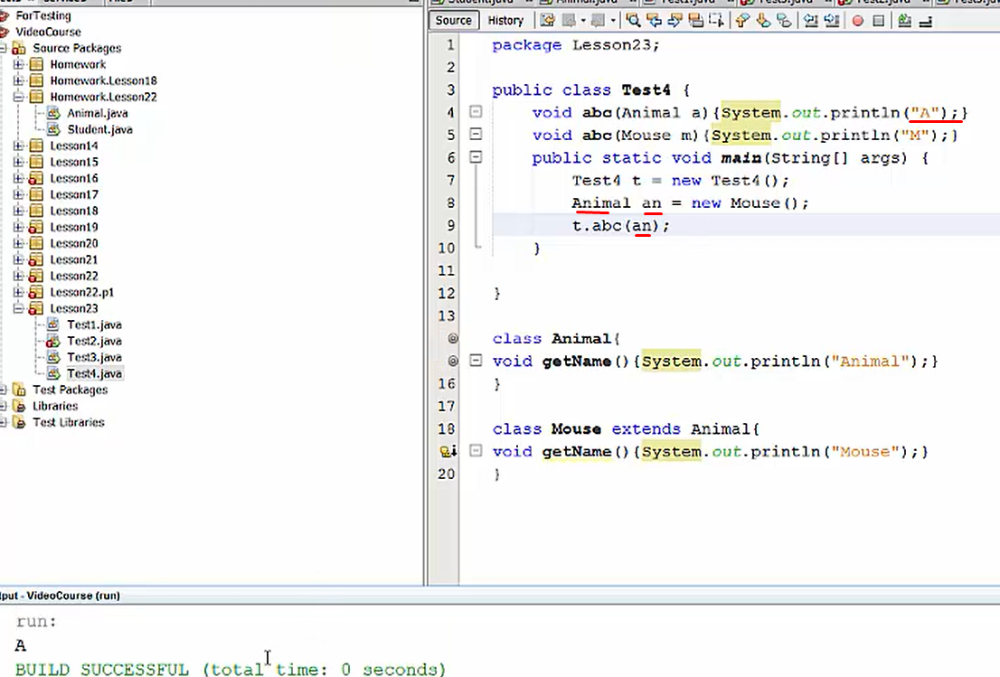 Source History
ForTesting
VideoCourse
Source Packages
Homework
Homework.Lesson18
Homework.Lesson22
Animal.java
Student.java
Lesson14
Lesson15
Lesson16
Lesson17
Lesson18
Lesson19
Lesson20
Lesson21
Lesson22
Lesson22.p1
Lesson23
Test1.java
Test2.java
Test3.java
Test4.java
Test Packages
Libraries
Test Libraries
1 package Lesson23;
2
3 public class Test4 {
4 void abc(Animal a){System.out.println("A");}
5 void abc(Mouse m){System.out.println("M");}
6 public static void main(String[] args) {
7 Test4 t = new Test4();
8 Animal an = new Mouse();
9 t.abc(an);
10 }
11
12 }
13
class Animal{
void getName(){System.out.println("Animal");}
16 }
17
18 class Mouse extends Animal{
void getName(){System.out.println("Mouse");}
20 }
VideoCourse (run)
run:
A
BUILD SUCCESSFUL (total time: 0 seconds)